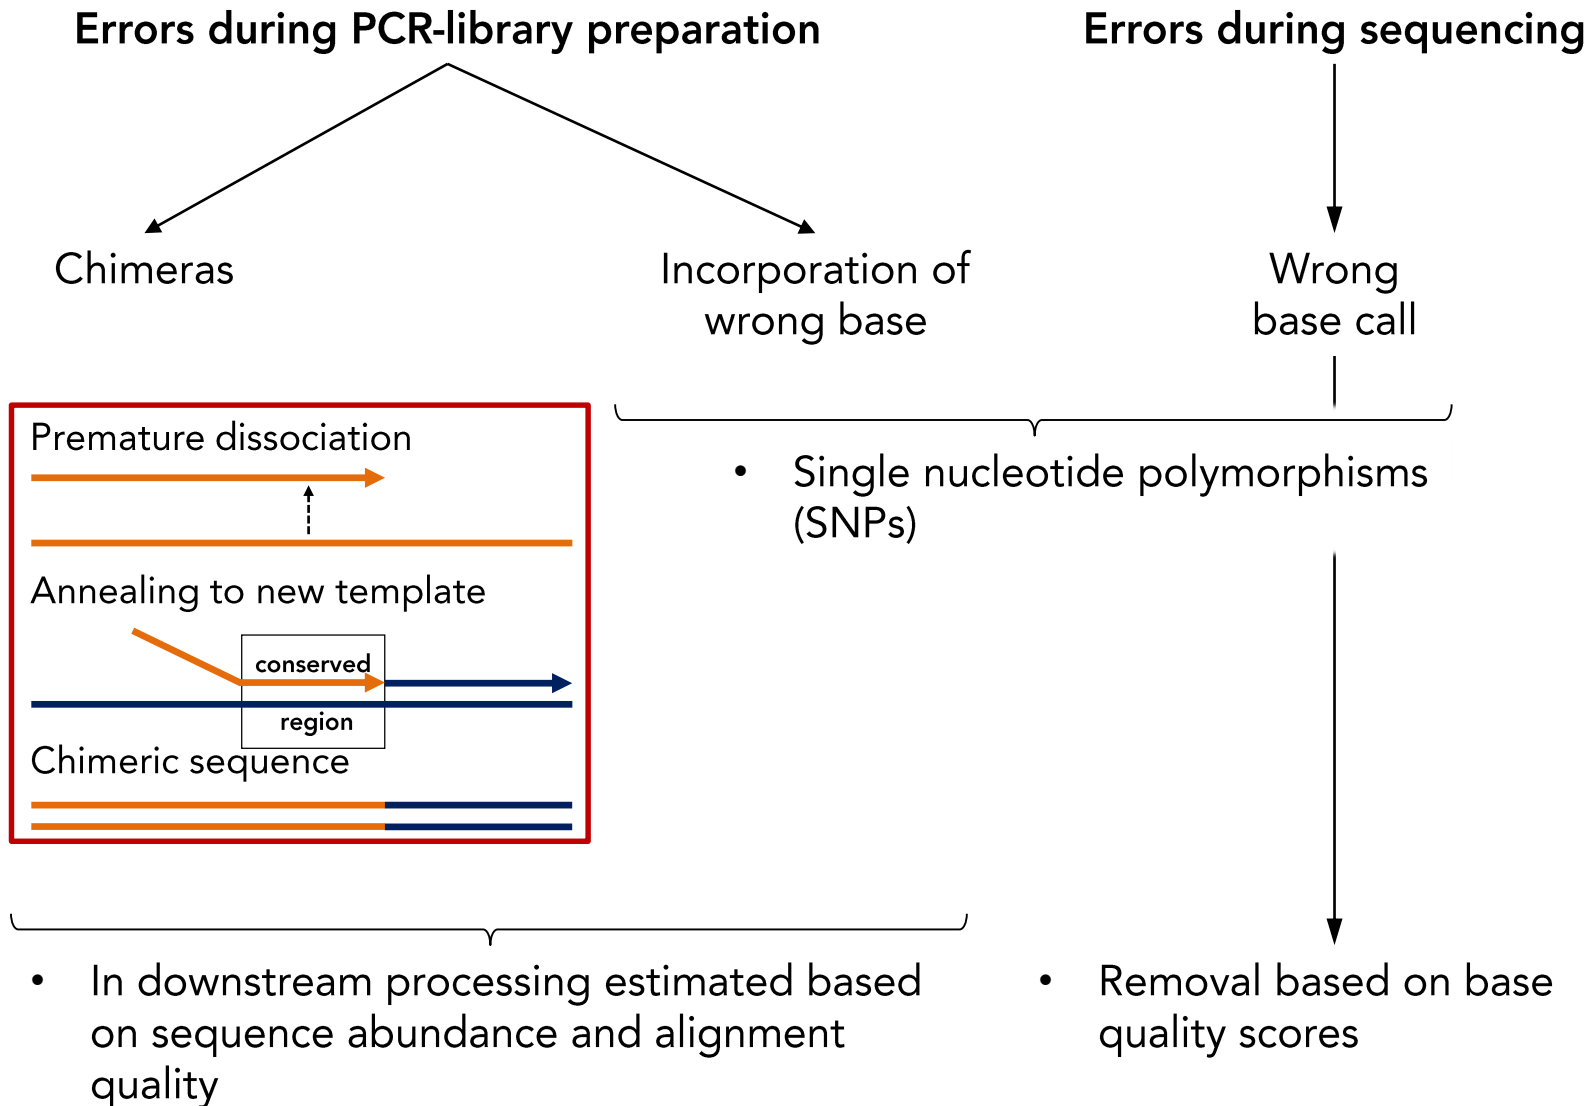 Errors during PCR-library preparation
Errors during sequencing
Chimeras
Incorporation of
wrong base
Wrong
base call
Premature dissociation
Annealing to new template
conserved
region
Chimeric sequence
• Single nucleotide polymorphisms
(SNPs)
• In downstream processing estimated based
on sequence abundance and alignment
quality
• Removal based on base
quality scores